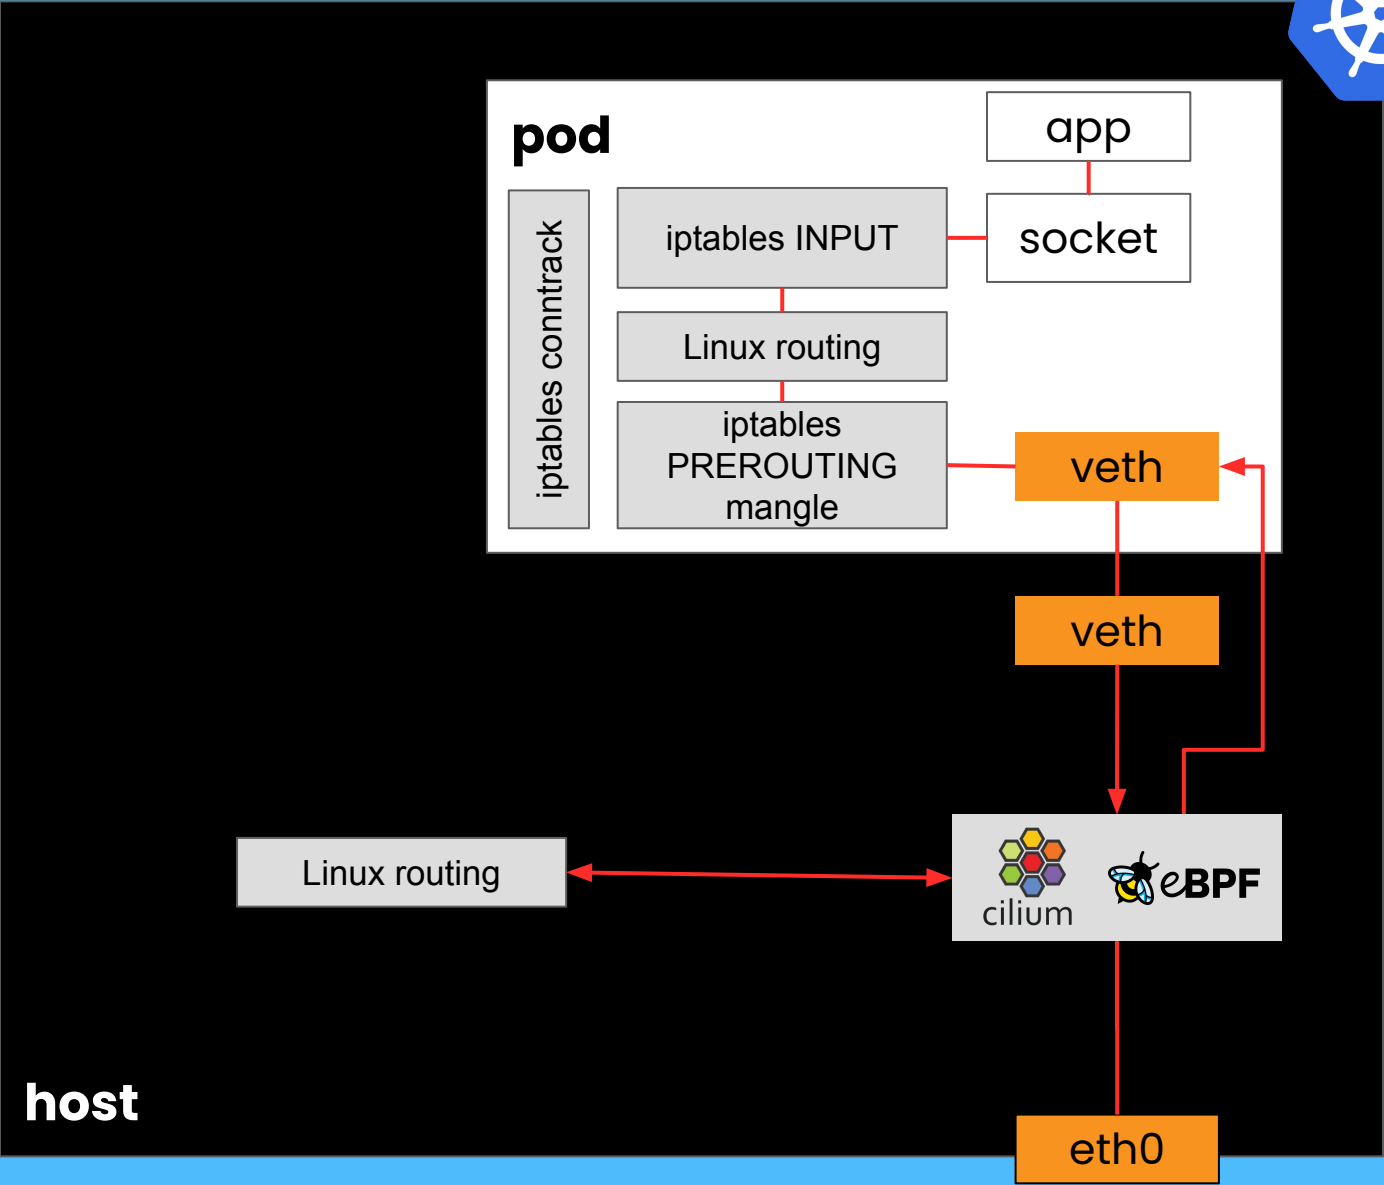 pod
app
iptables conntrack
iptables INPUT
socket
Linux routing
iptables
PREROUTING
mangle
veth
veth
Linux routing
cilium
eBPF
host
eth0